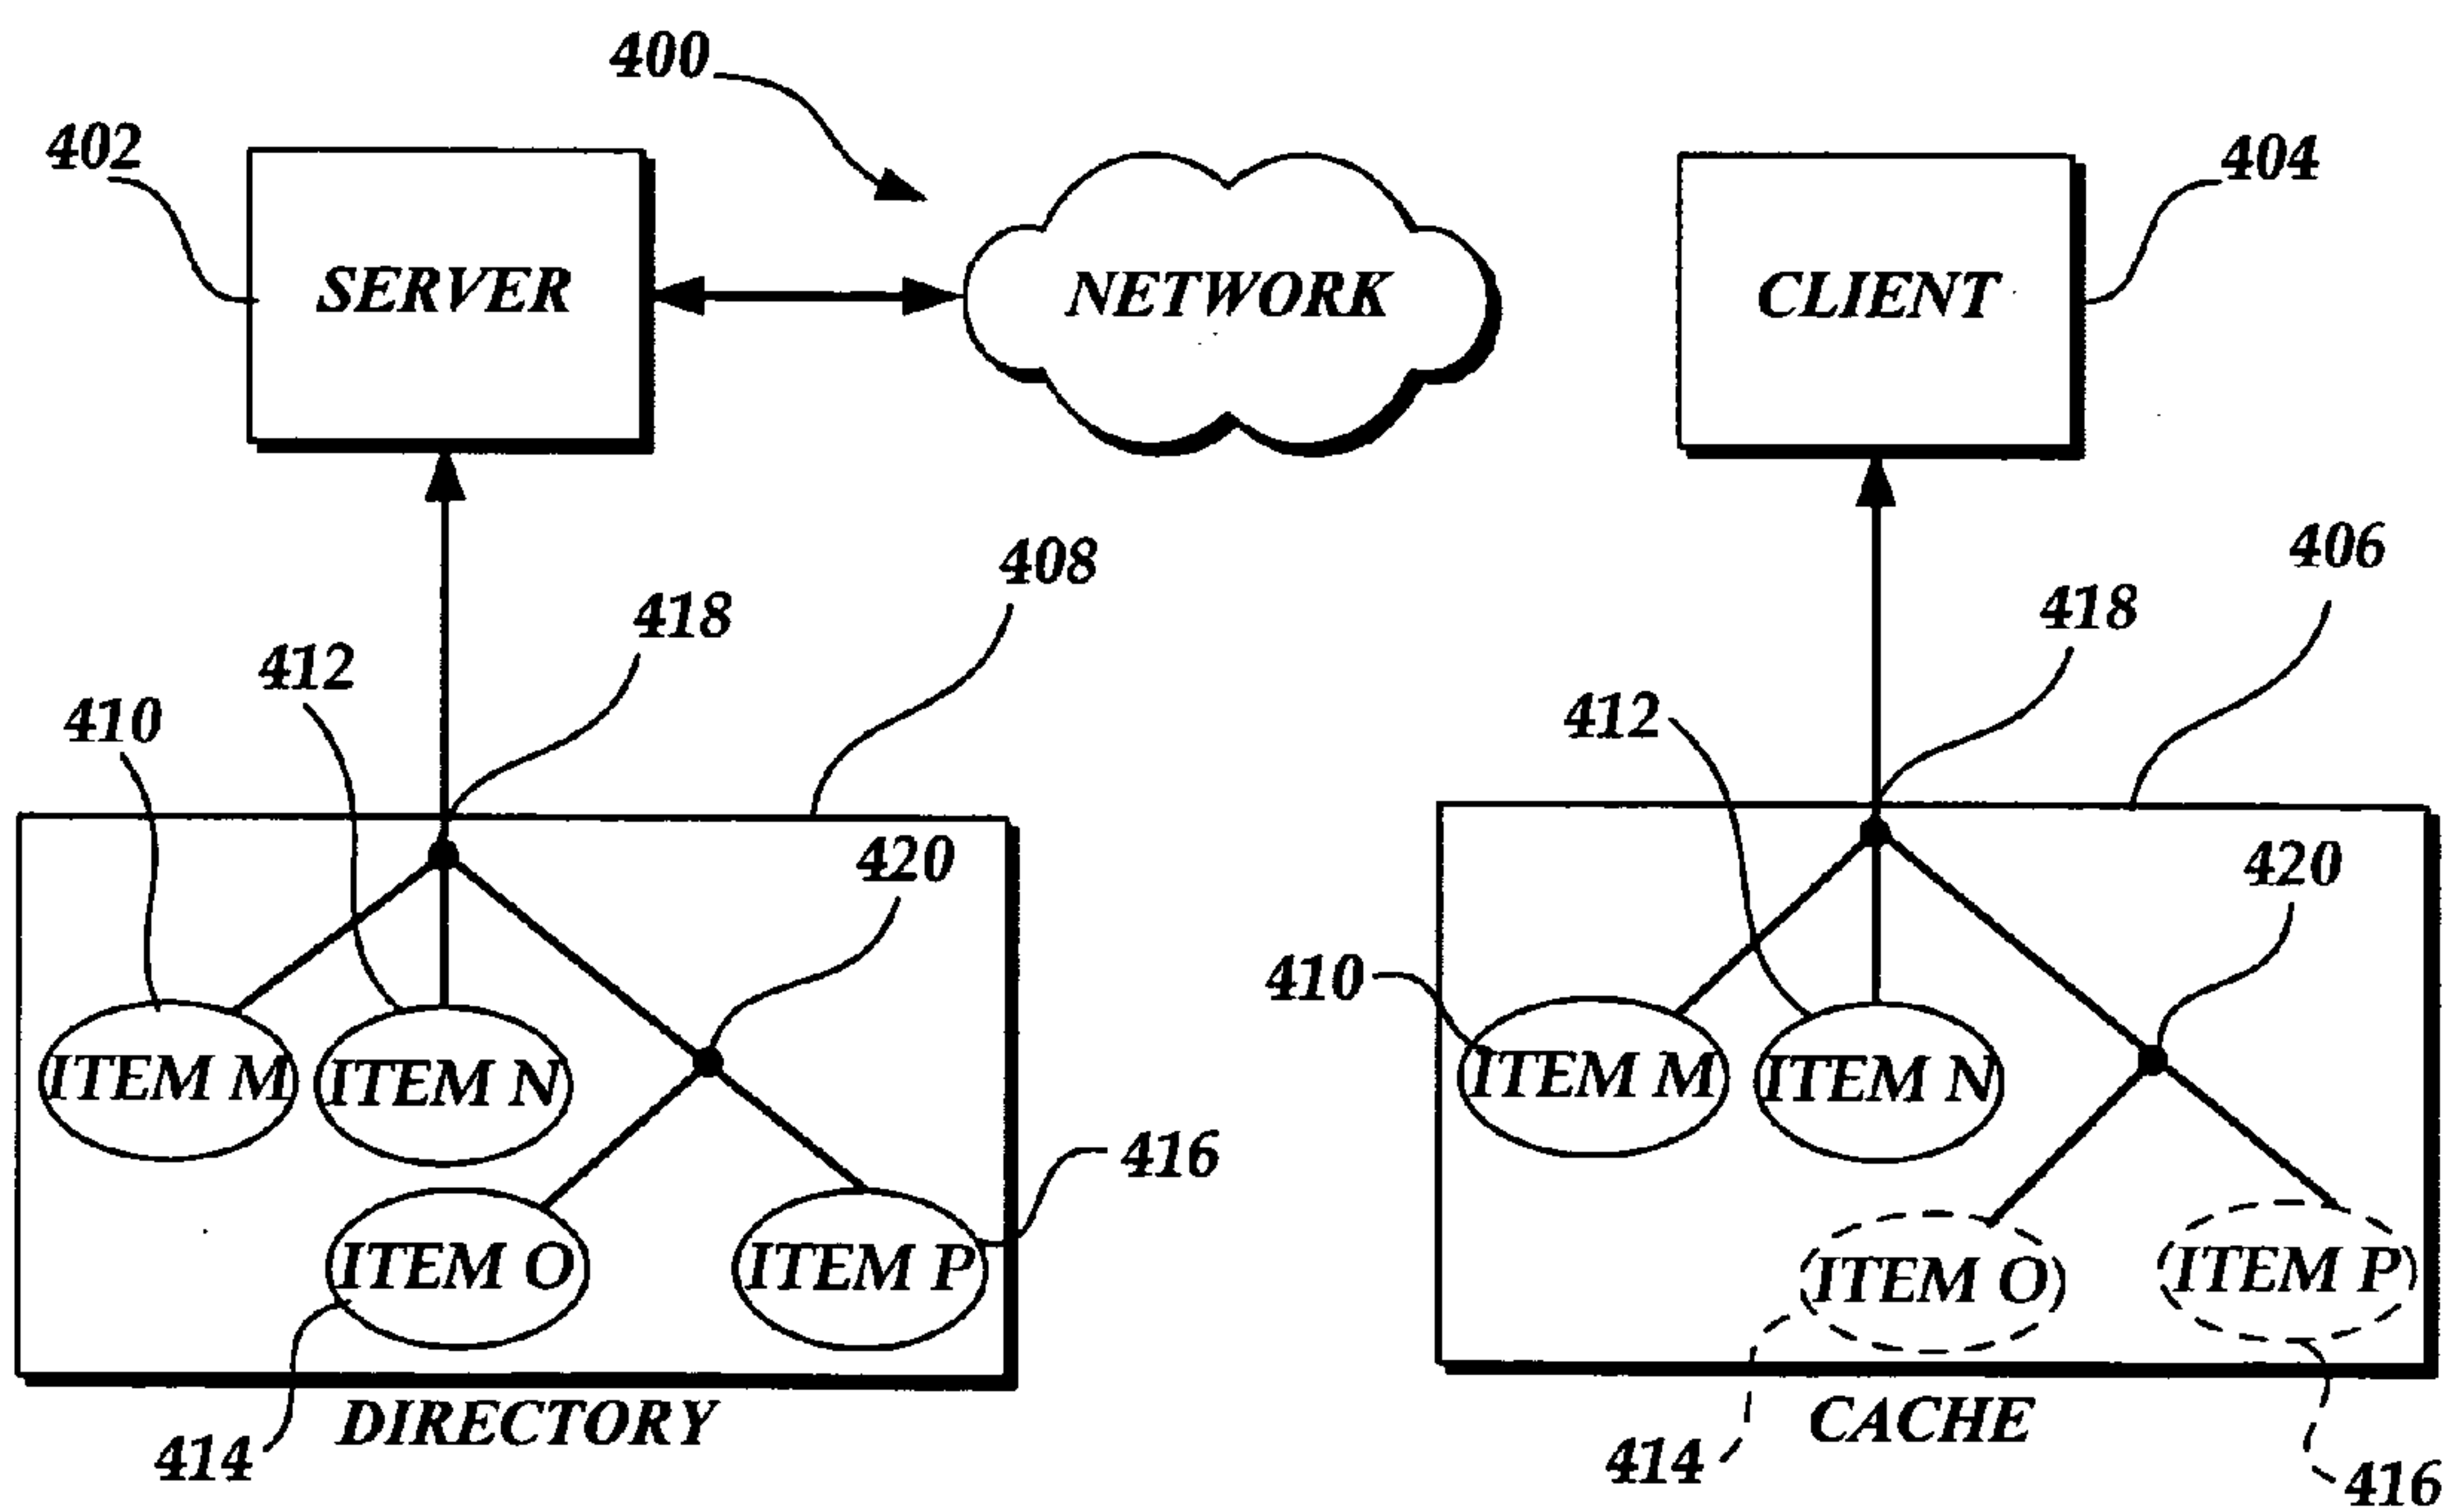 400
402
404
SERVER
NETWORK
CLIENT
408
406
418
418
412
412
410
420
420
410
ITEM M
ITEM N
ITEM M
ITEM N
416
ITEM O
ITEM P
ITEM O
ITEM P
DIRECTORY
CACHE
414
414
416